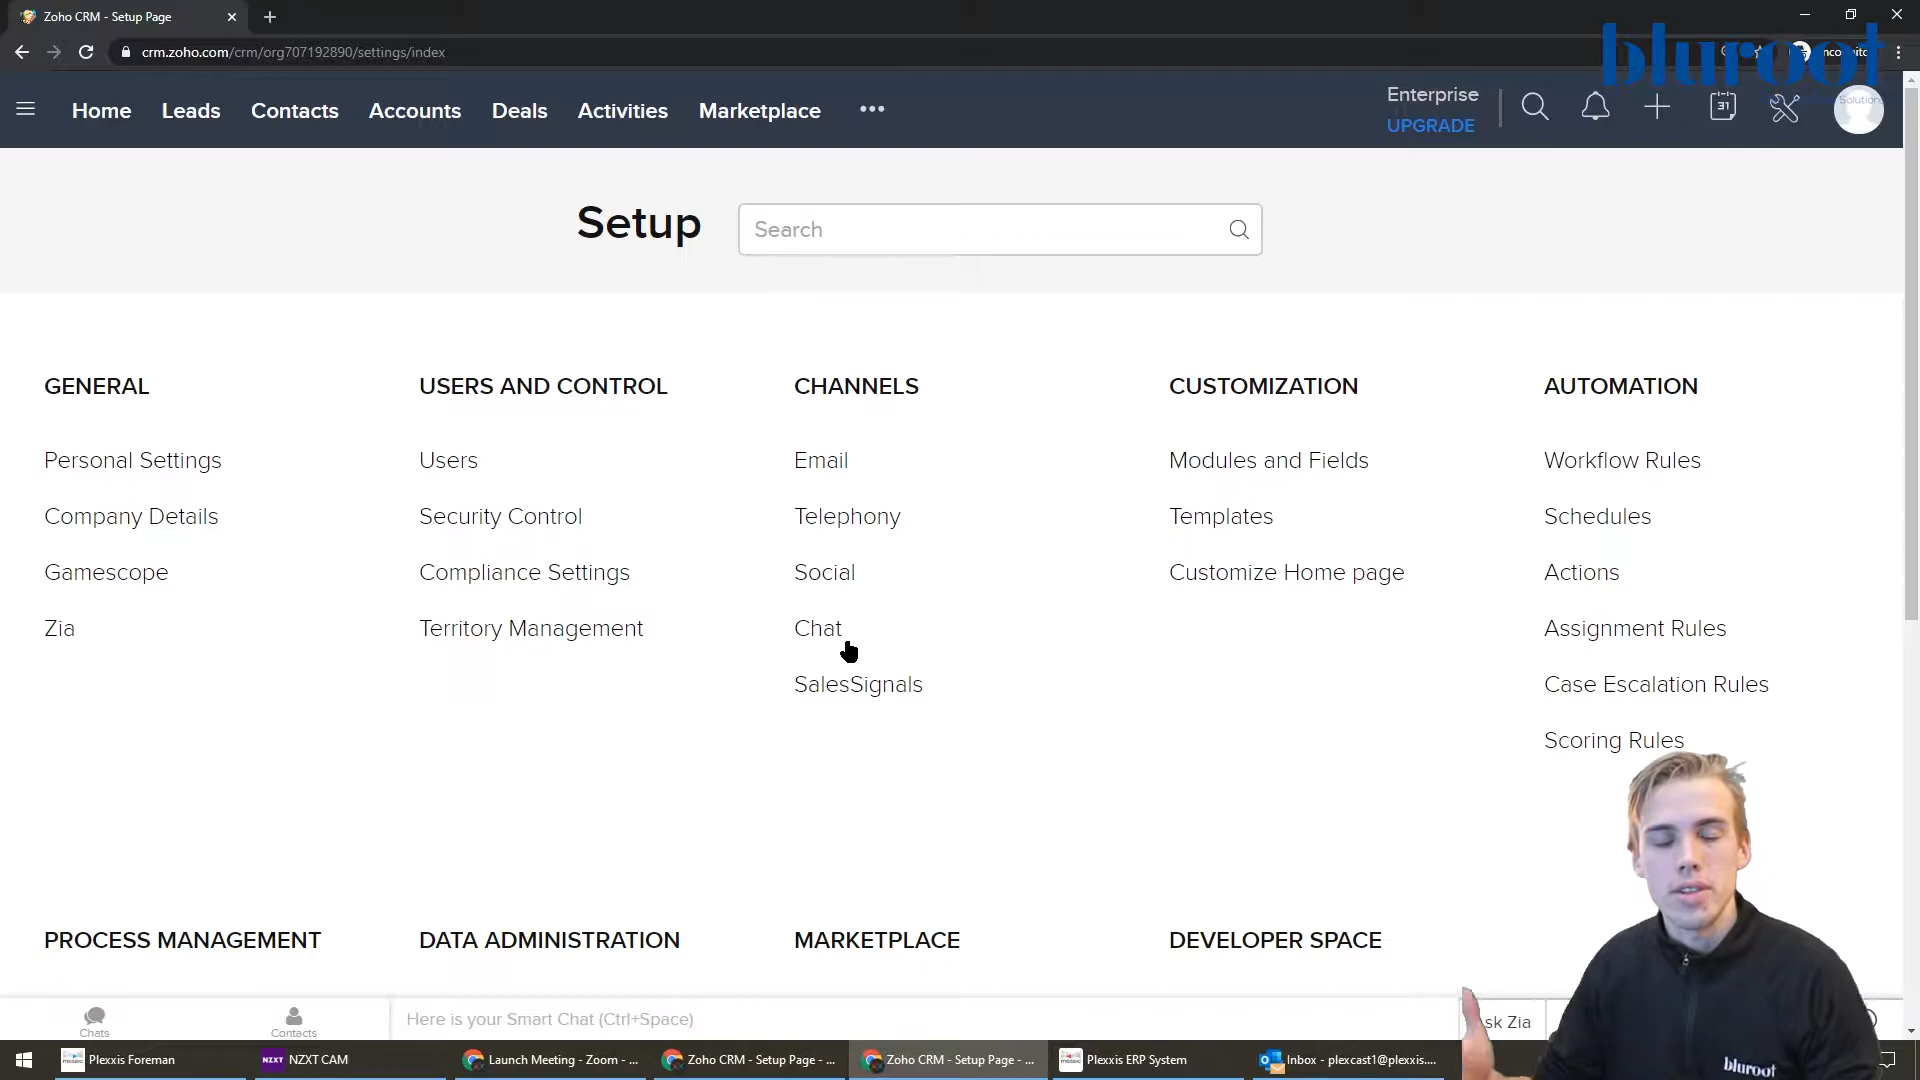 Zoho CRM - Setup Page
crm.zoho.com/crm/org707192890/settings/index
bluroot
Solutions
Home Leads Contacts Accounts Deals Activities Marketplace
Enterprise
UPGRADE
31
Setup
Search
GENERAL USERS AND CONTROL CHANNELS CUSTOMIZATION AUTOMATION
Personal Settings Users Email Modules and Fields Workflow Rules
Company Details Security Control Telephony Templates Schedules
Gamescope Compliance Settings Social Customize Home page Actions
Zia Territory Management Chat Assignment Rules
SalesSignals Case Escalation Rules
Scoring Rules
PROCESS MANAGEMENT DATA ADMINISTRATION MARKETPLACE DEVELOPER SPACE
Chats Contacts Here is your Smart Chat (Ctrl+Space) sk Zia
bluroot
Plexxis Foreman NZXT NZXT CAM Launch Meeting - Zoom - ... Zoho CRM - Setup Page - ... Zoho CRM - Setup Page - ... Plexxis ERP System Inbox - plexcast1@plexxis....